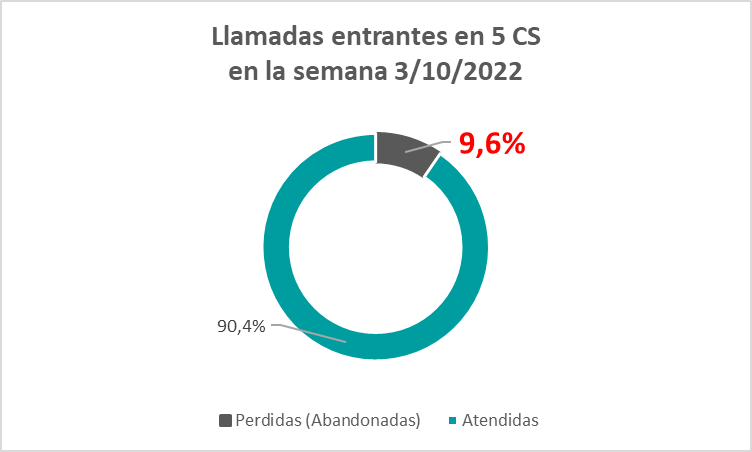 Llamadas entrantes en 5 CS
en la semana 3/10/2022
9,6%
90,4%
Perdidas (Abandonadas) Atendidas